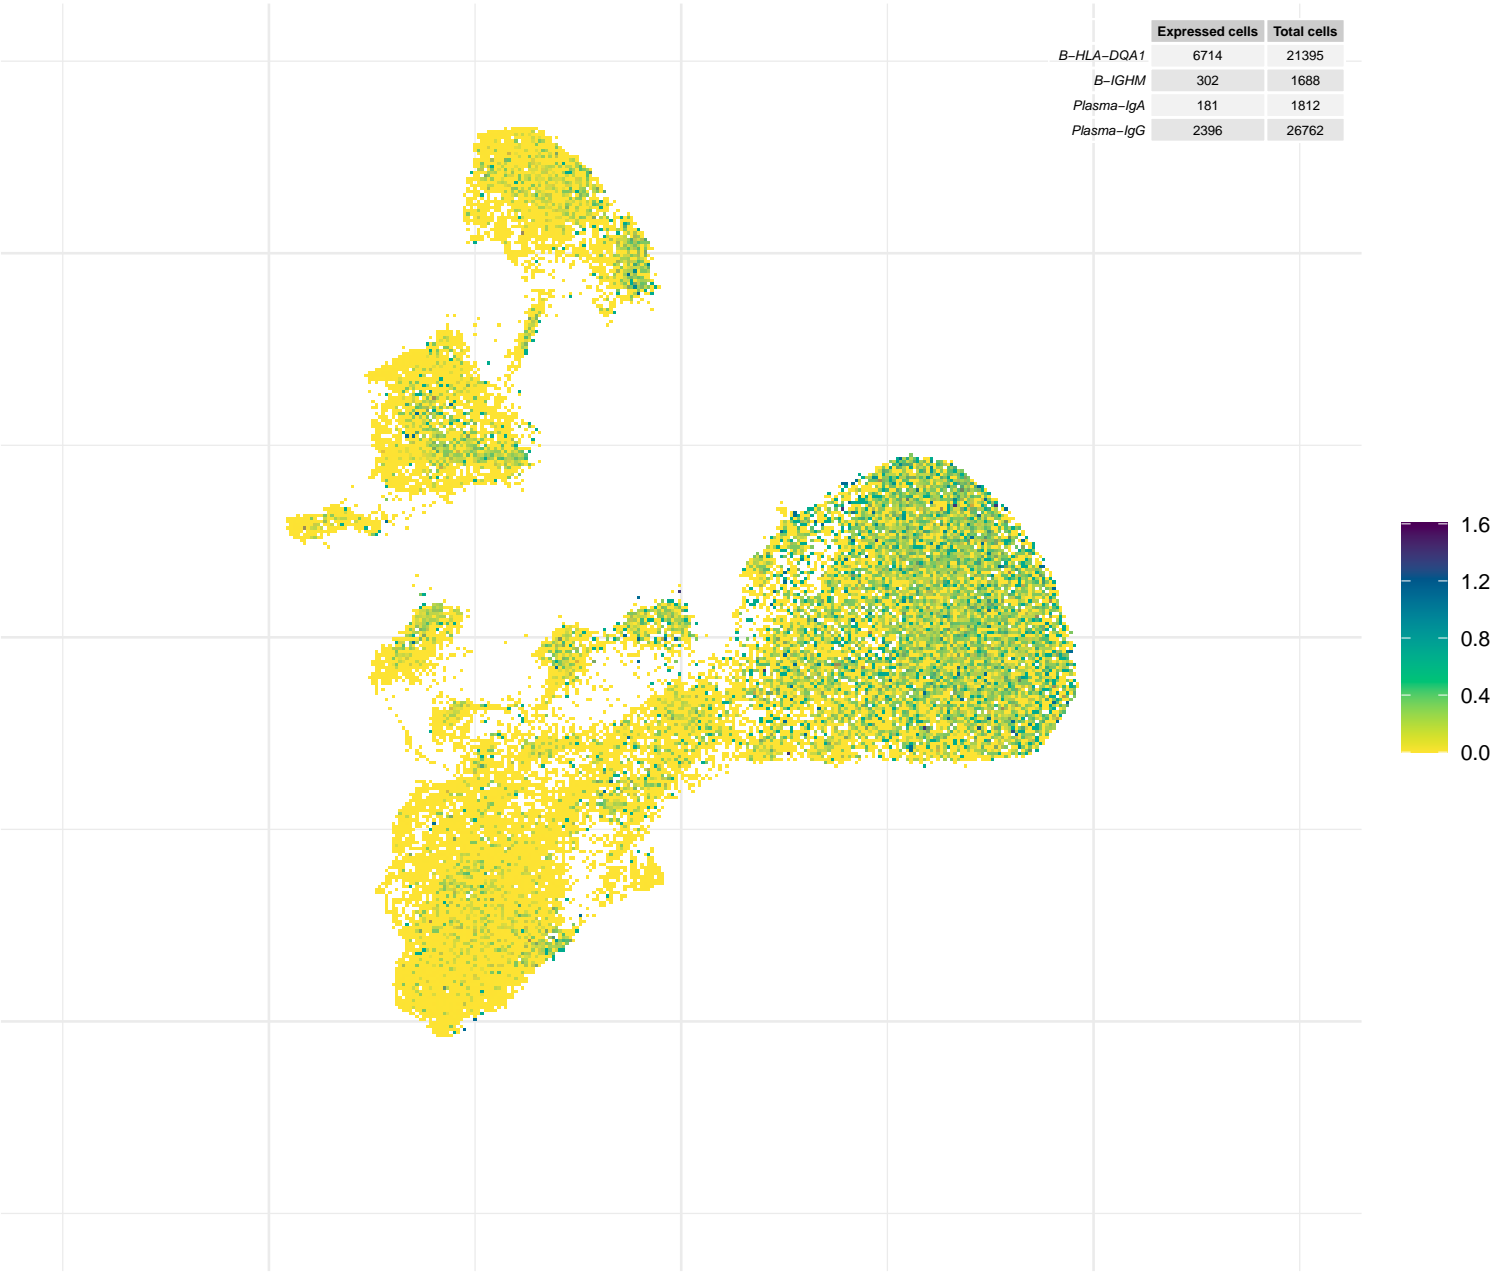 Expressed cells Total cells
B−HLA−DQA1 6714 21395
B−IGHM 302 1688
Plasma−IgA 181 1812
Plasma−IgG 2396 26762
1.6
1.2
0.8
0.4
0.0